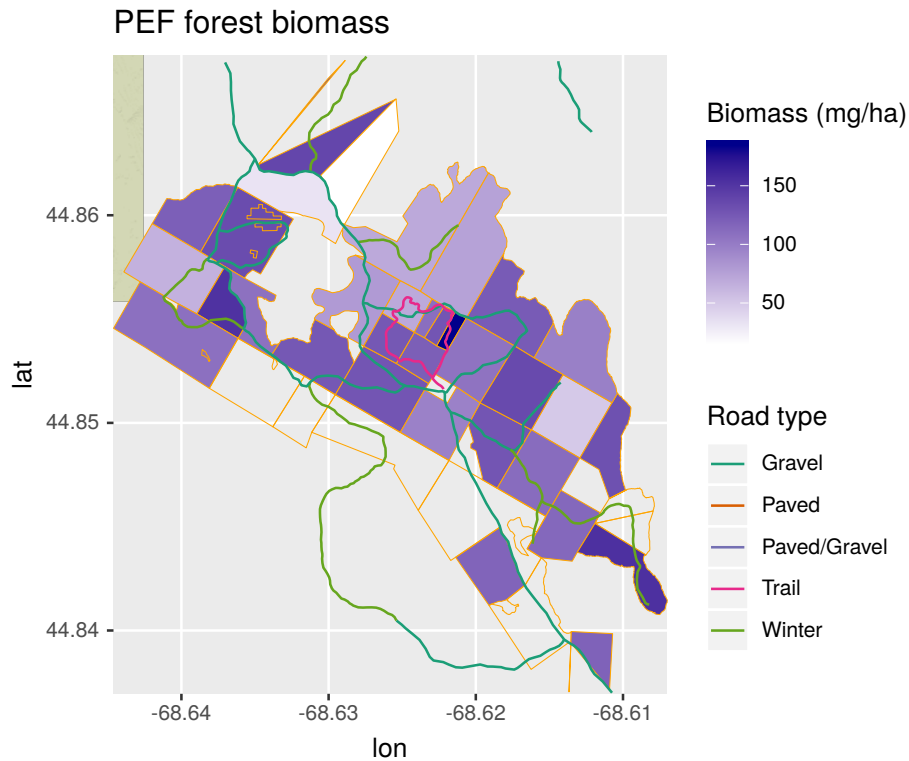 PEF forest biomass
lat
44.86
44.85
44.84
-68.64
-68.63
-68.62
-68.61
lon
Biomass (mg/ha)
150
100
50
Road type
Gravel
Paved
Paved/Gravel
Trail
Winter